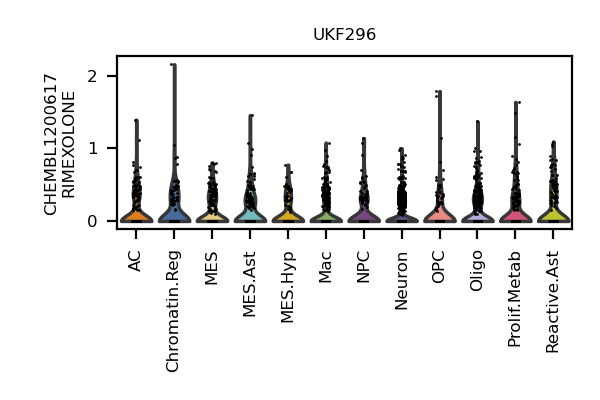 UKF296
CHEMBL1200617
RIMEXOLONE
2
1
0
AC
Chromatin.Reg
MES
MES.Ast
MES.Hyp
Mac
NPC
Neuron
OPC
Oligo
Prolif.Metab
Reactive.Ast